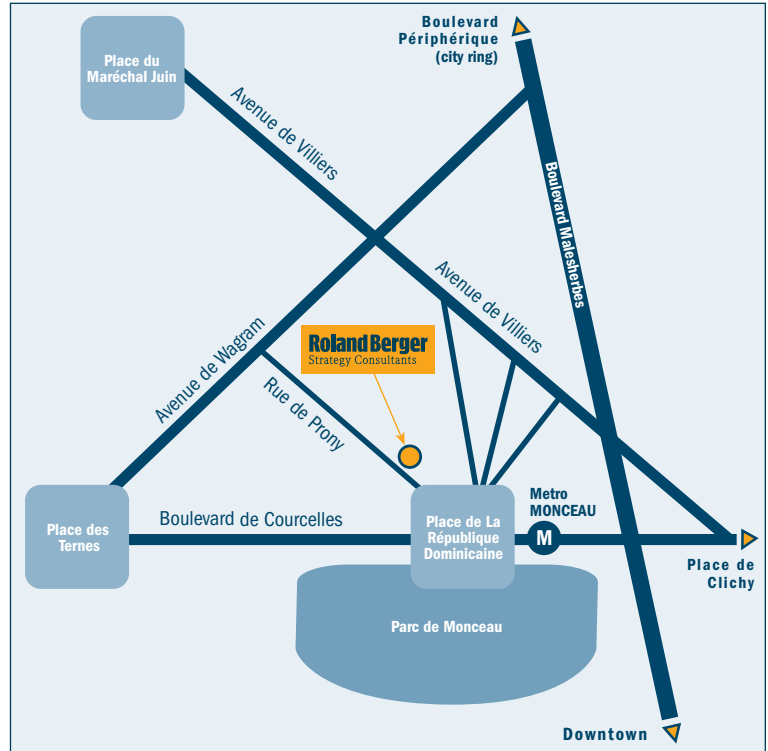 Boulevard
Périphérique
(city ring)
Place du
Maréchal Juin
Avenue de Villiers
Boulevard Malesherbes
Avenue de Villiers
Avenue de Wagram
Roland Berger
Strategy Consultants
Rue de Prony
Metro
MONCEAU
M
Boulevard de Courcelles
Place des
Ternes
Place de La
République
Dominicaine
Place de
Clichy
Parc de Monceau
Downtown